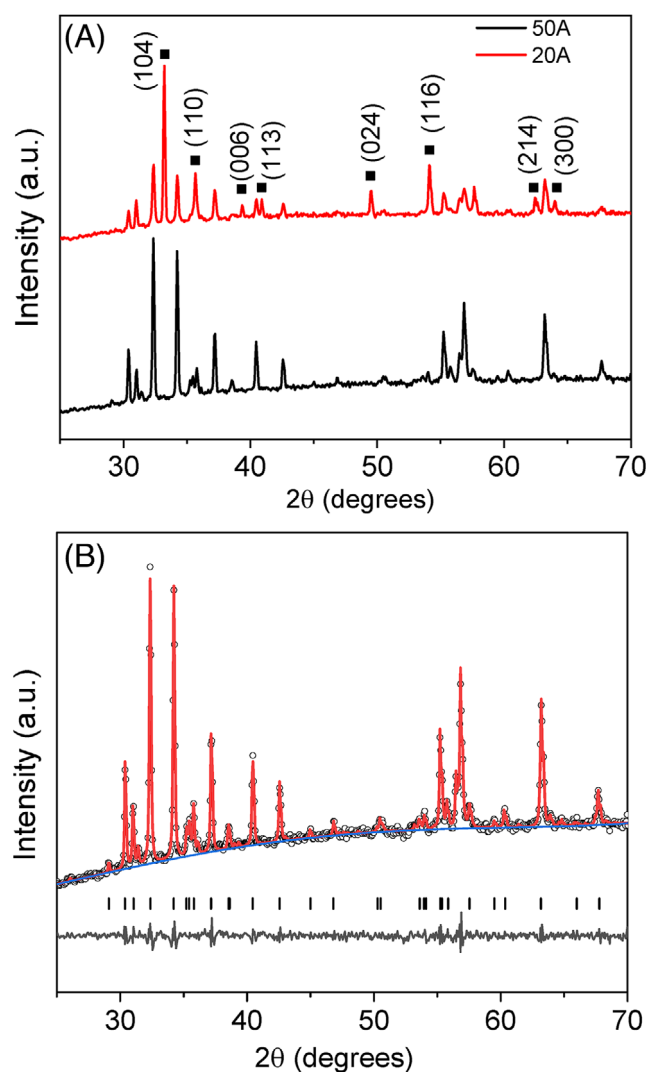 (A)
50A
20A
(104)
(110)
(006)
(113)
(024)
(116)
(214)
(300)
Intensity (a.u.)
30 40 50 60 70
2θ (degrees)
(B)
Intensity (a.u.)
30 40 50 60 70
2θ (degrees)